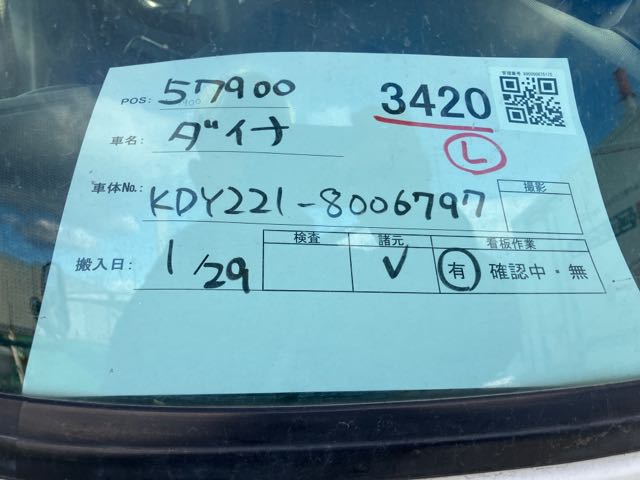 POS: 57900
3420
L
車名: ダイナ
車体No.: KDY221-8006797
撮影
搬入日: 1/29
検査 諸元 看板作業
✓ 有 確認中・無